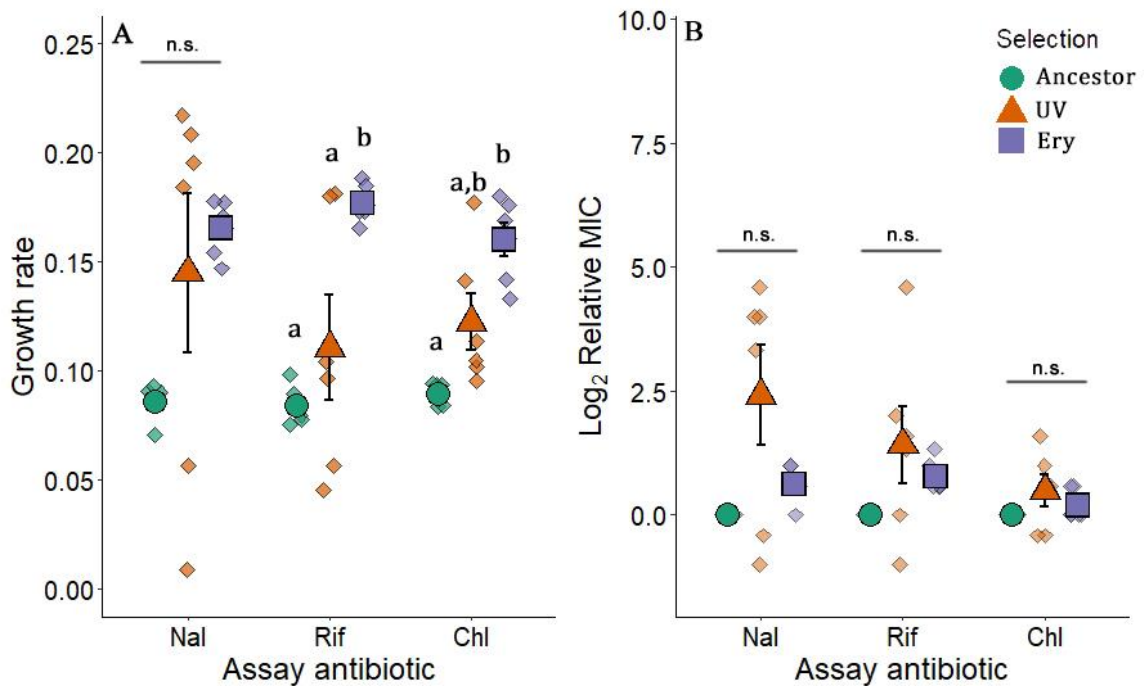 A
n.s.
0.25
0.20
0.15
0.10
0.05
0.00
Growth rate
a
a
b
a
a,b
b
Nal Rif Chl
Assay antibiotic
B
10.0
7.5
5.0
2.5
0.0
Log₂ Relative MIC
Selection
Ancestor
UV
Ery
n.s.
n.s.
n.s.
Nal Rif Chl
Assay antibiotic